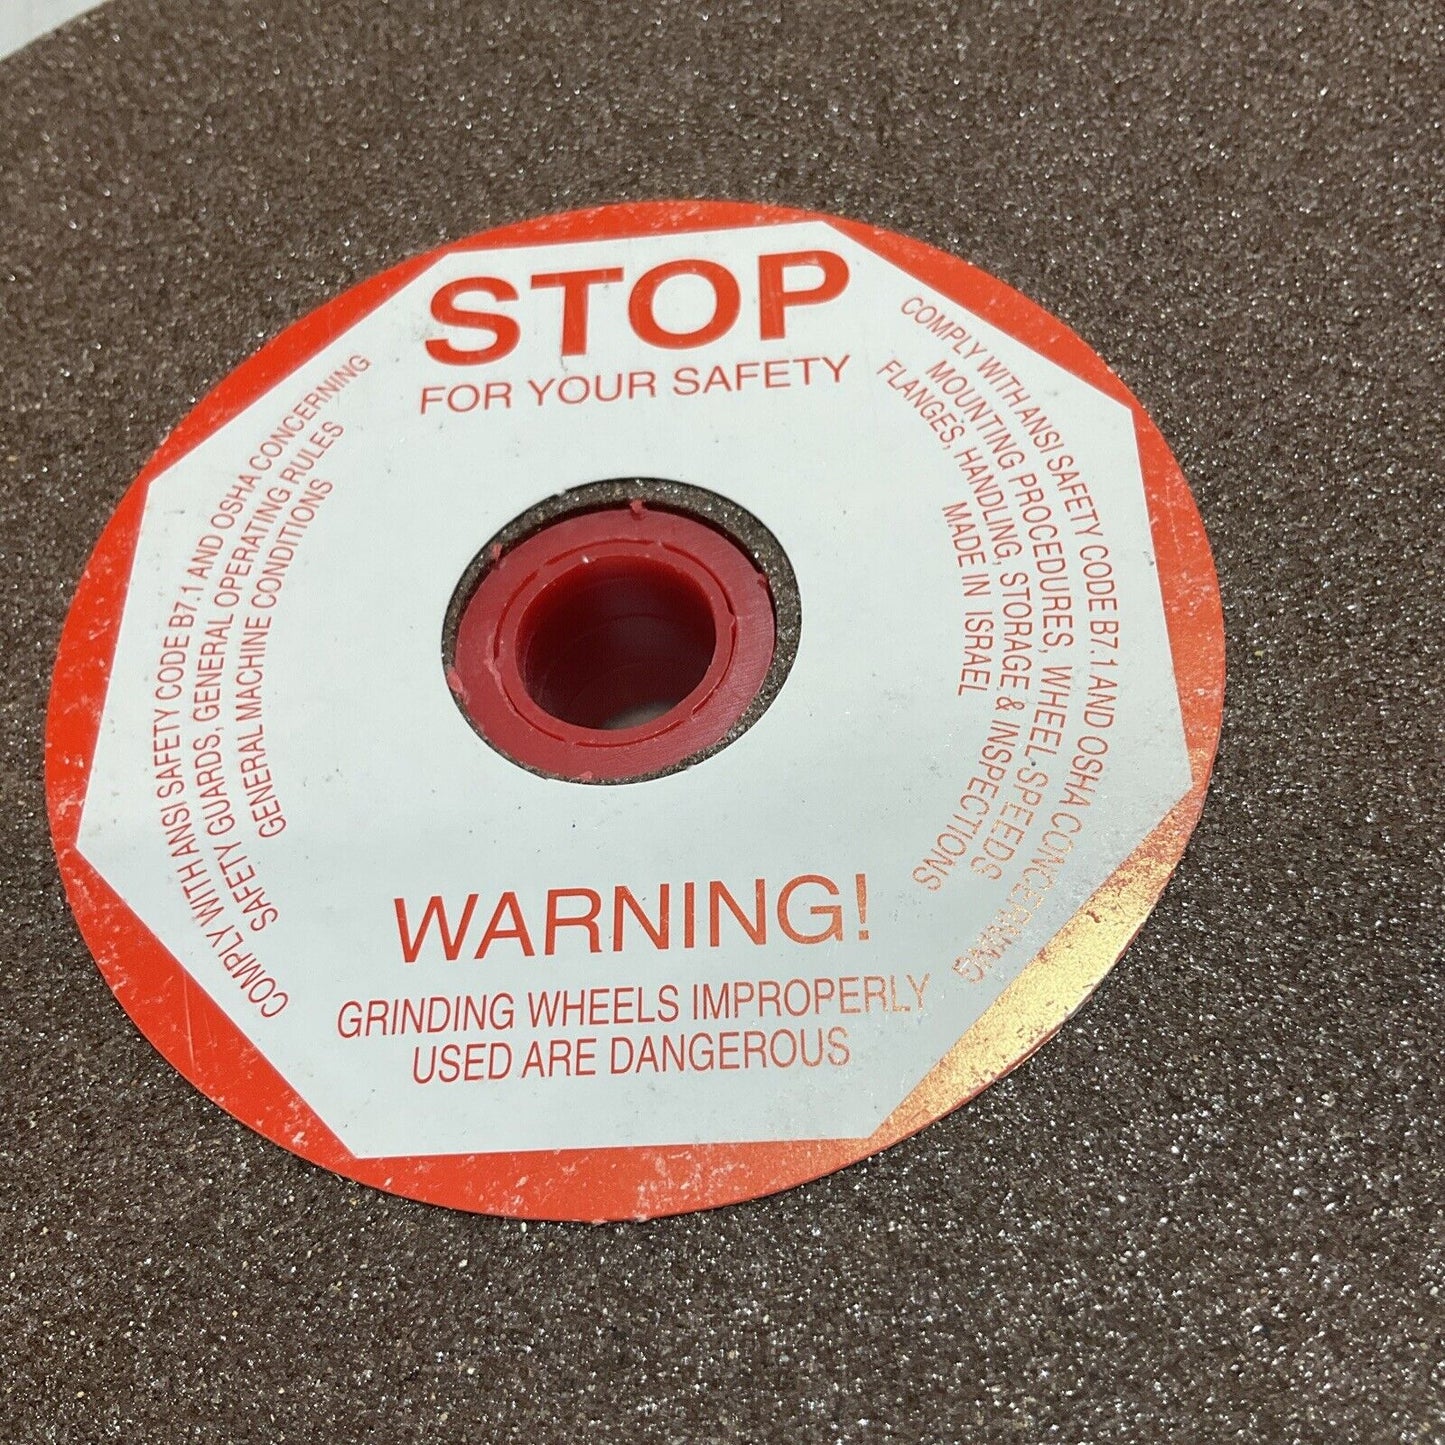 STOP
FOR YOUR SAFETY
COMPLY WITH ANSI SAFETY CODE B7.1 AND OSHA CONCERNING
SAFETY GUARDS, GENERAL OPERATING RULES
GENERAL MACHINE CONDITIONS
COMPLY WITH ANSI SAFETY CODE B7.1 AND OSHA CONCERNING
MOUNTING PROCEDURES, WHEEL SPEEDS
FLANGES, HANDLING, STORAGE & INSPECTIONS
MADE IN ISRAEL
WARNING!
GRINDING WHEELS IMPROPERLY
USED ARE DANGEROUS